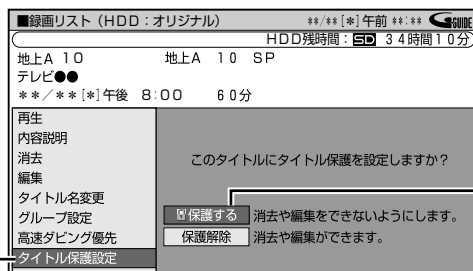 ■録画リスト（HDD：オリジナル） **/**[*]午前 **:** GGUIDE
HDD残時間：SD 34時間10分
地上A 10 地上A 10 SP
テレビ●●
**/**[*]午後 8:00 60分
再生
内容説明
消去
編集
タイトル名変更
グループ設定
高速ダビング優先
タイトル保護設定
このタイトルにタイトル保護を設定しますか？
保護する 消去や編集をできないようにします。
保護解除 消去や編集ができます。